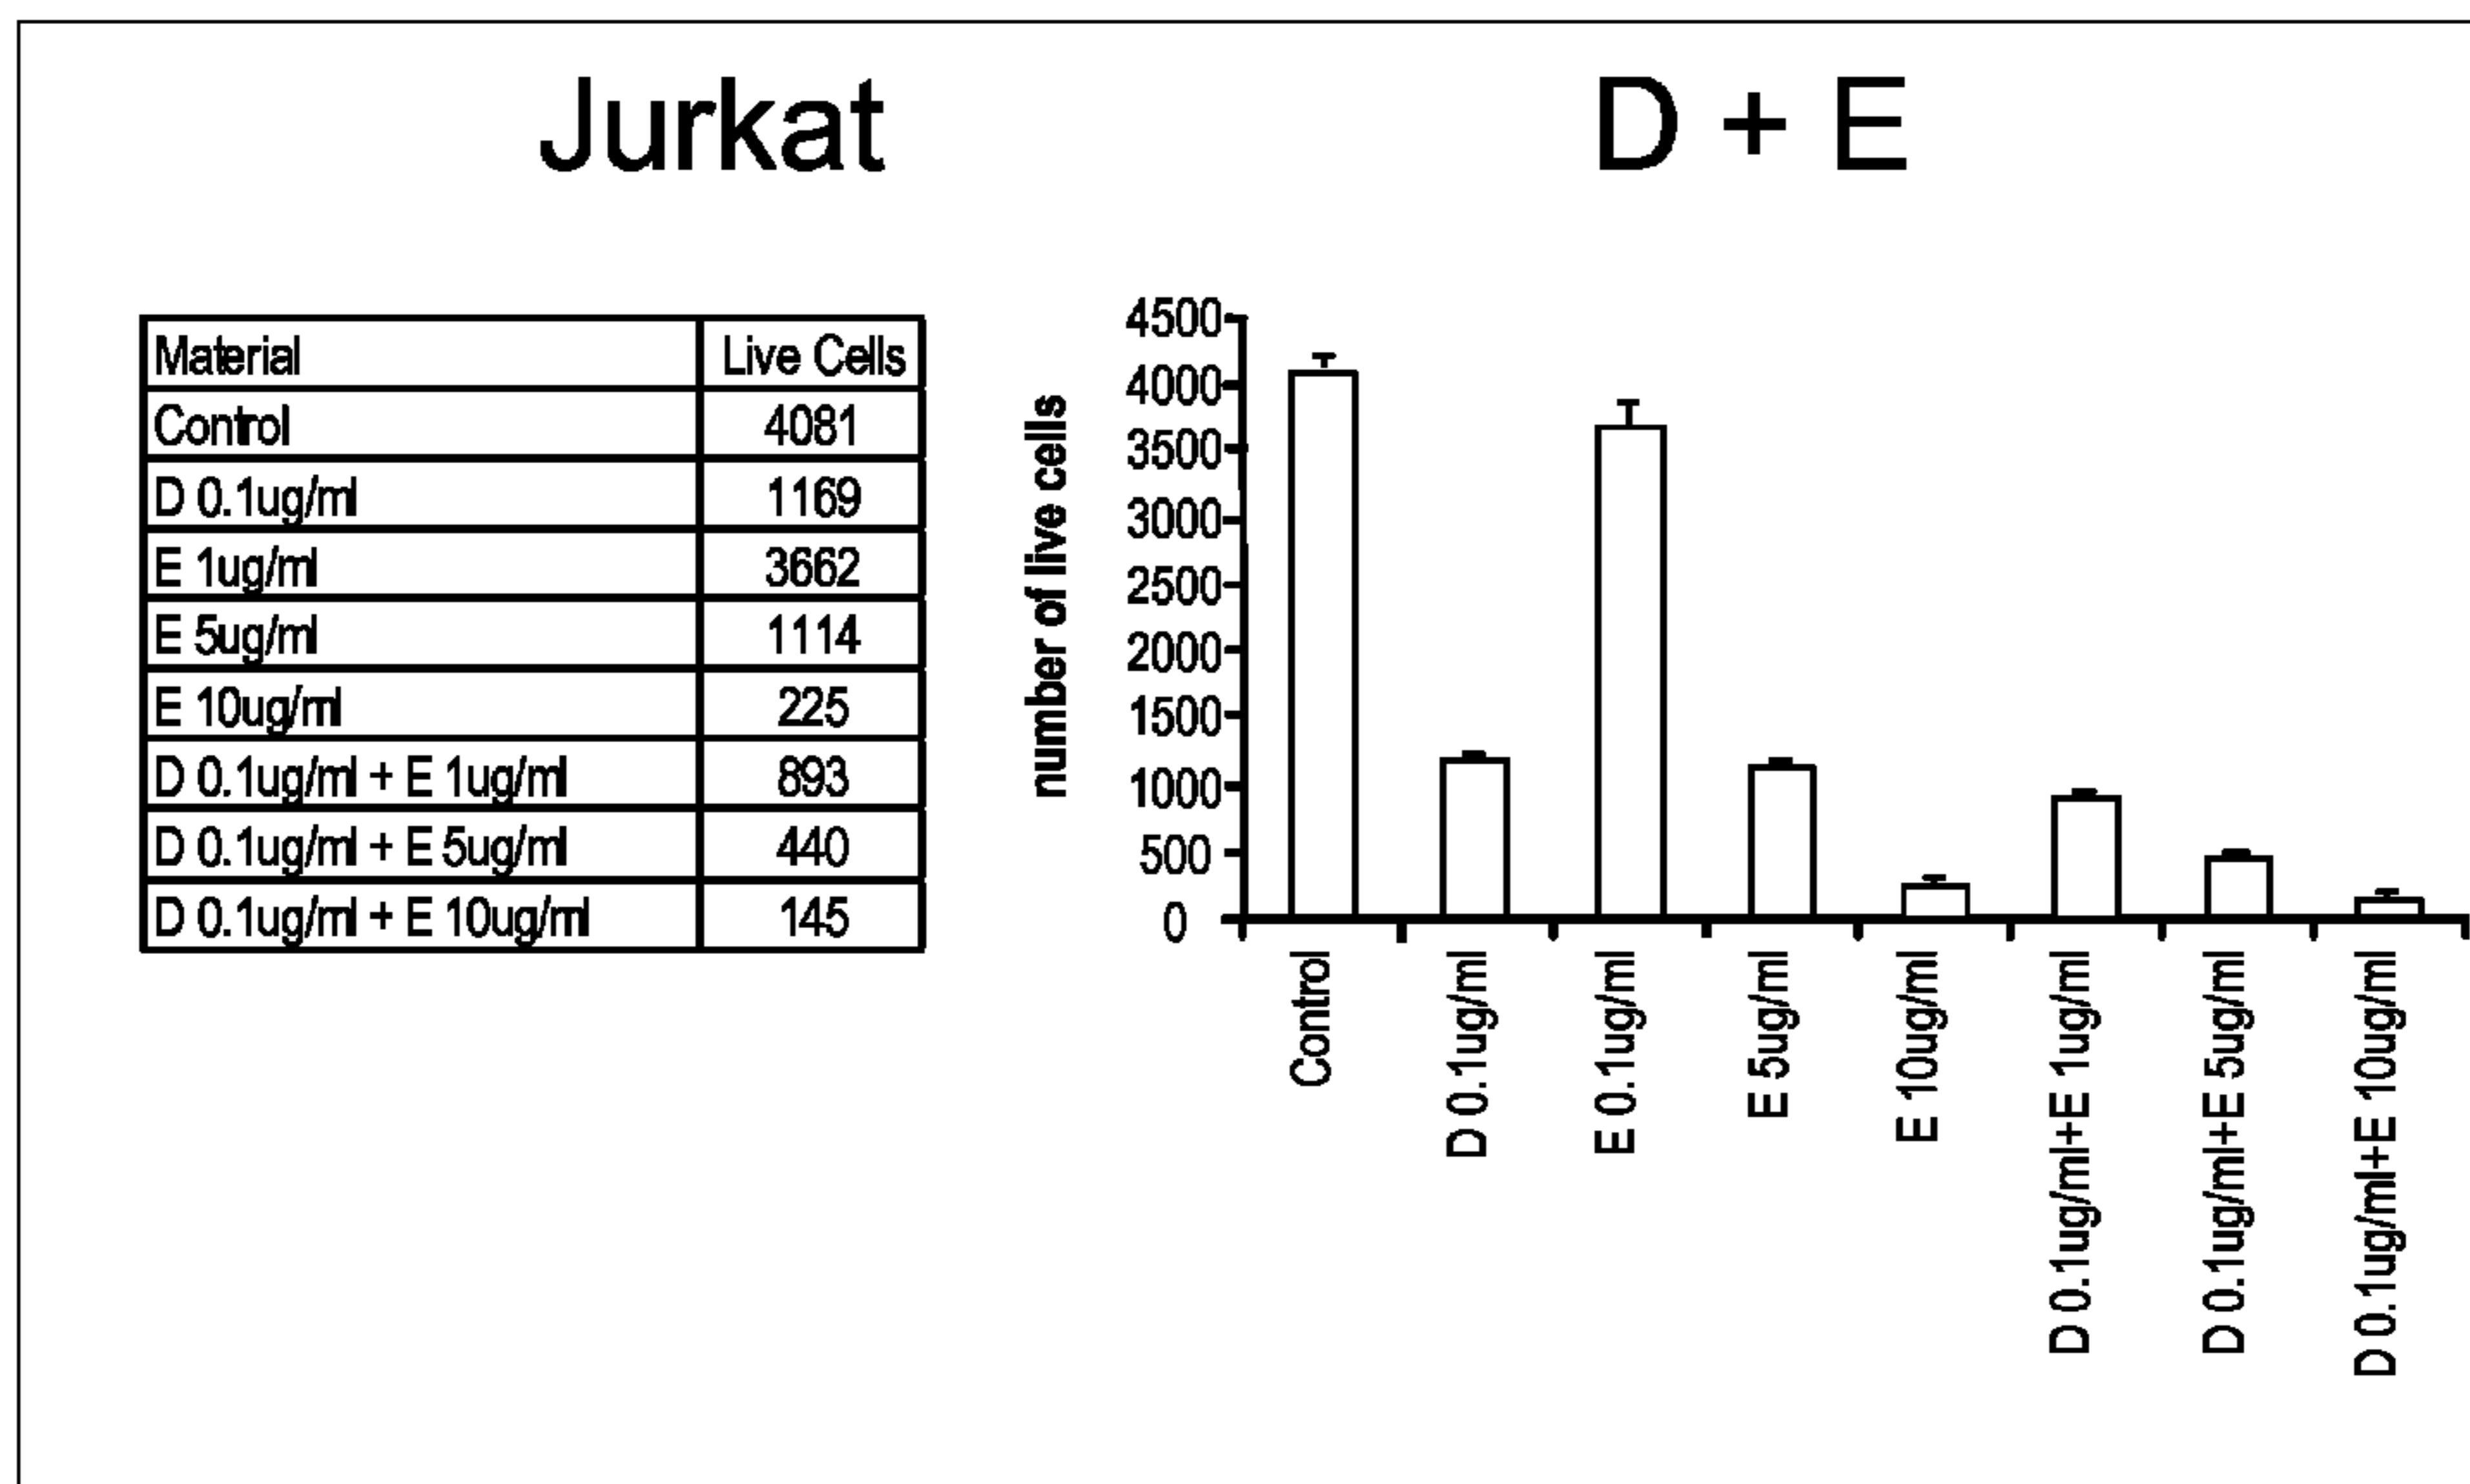 Jurkat
D + E
Material Live Cells
Control 4081
D 0.1ug/ml 1169
E 1ug/ml 3662
E 5ug/ml 1114
E 10ug/ml 225
D 0.1ug/ml + E 1ug/ml 893
D 0.1ug/ml + E 5ug/ml 440
D 0.1ug/ml + E 10ug/ml 145
number of live cells
4500
4000
3500
3000
2500
2000
1500
1000
500
0
Control
D 0.1ug/ml
E 0.1ug/ml
E 5ug/ml
E 10ug/ml
D 0.1ug/ml+E 1ug/ml
D 0.1ug/ml+E 5ug/ml
D 0.1ug/ml+E 10ug/ml